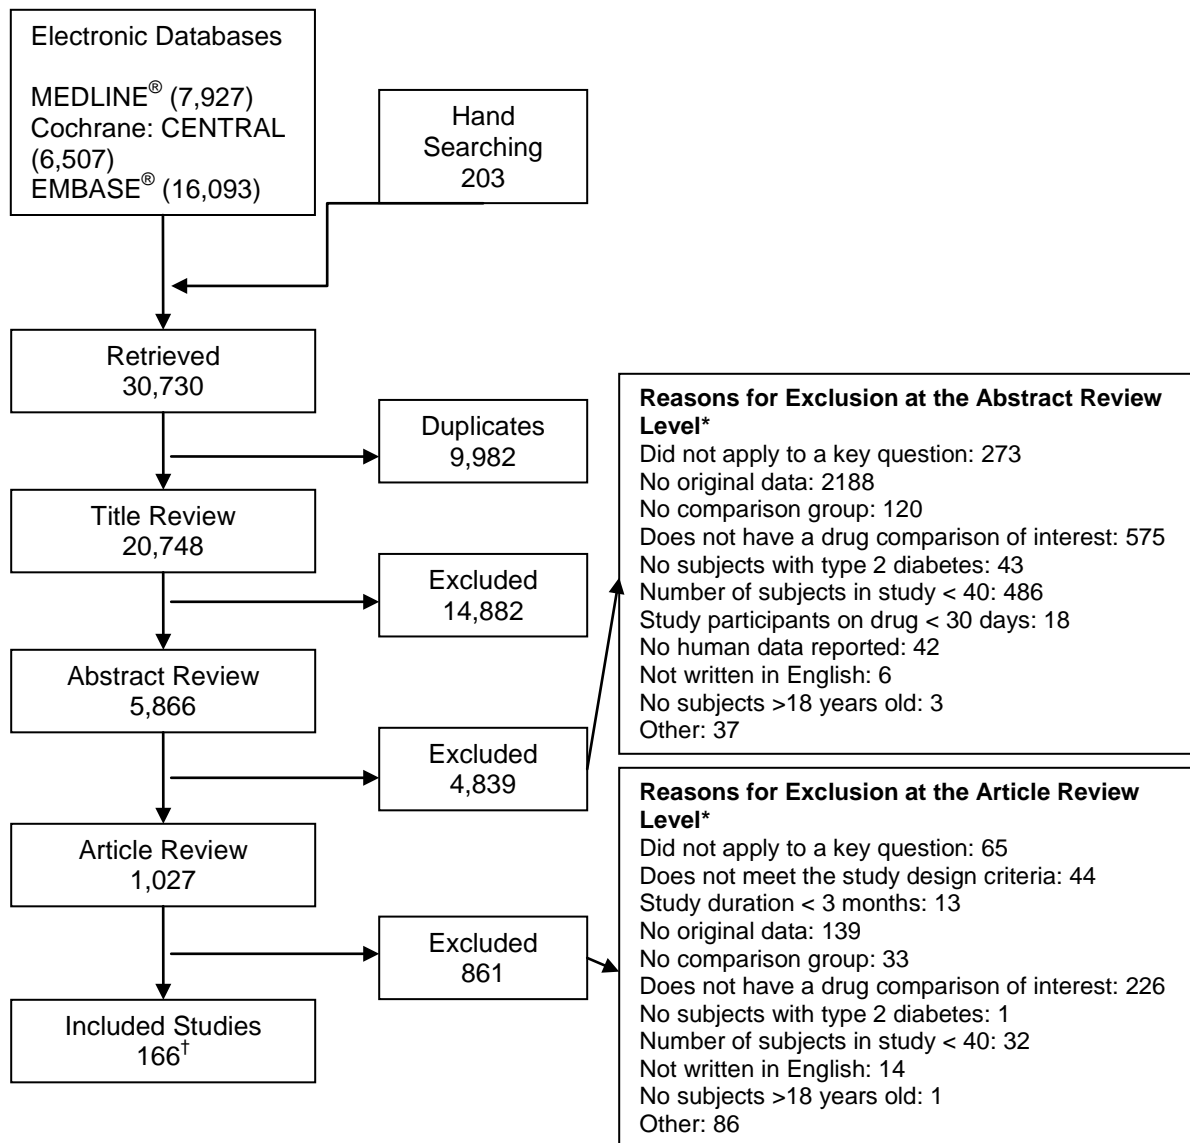 Electronic Databases
MEDLINE® (7,927)
Cochrane: CENTRAL
(6,507)
EMBASE® (16,093)
Hand
Searching
203
Retrieved
30,730
Duplicates
9,982
Title Review
20,748
Excluded
14,882
Abstract Review
5,866
Excluded
4,839
Reasons for Exclusion at the Abstract Review
Level*
Did not apply to a key question: 273
No original data: 2188
No comparison group: 120
Does not have a drug comparison of interest: 575
No subjects with type 2 diabetes: 43
Number of subjects in study < 40: 486
Study participants on drug < 30 days: 18
No human data reported: 42
Not written in English: 6
No subjects >18 years old: 3
Other: 37
Article Review
1,027
Excluded
861
Reasons for Exclusion at the Article Review
Level*
Did not apply to a key question: 65
Does not meet the study design criteria: 44
Study duration < 3 months: 13
No original data: 139
No comparison group: 33
Does not have a drug comparison of interest: 226
No subjects with type 2 diabetes: 1
Number of subjects in study < 40: 32
Not written in English: 14
No subjects >18 years old: 1
Other: 86
Included Studies
166†